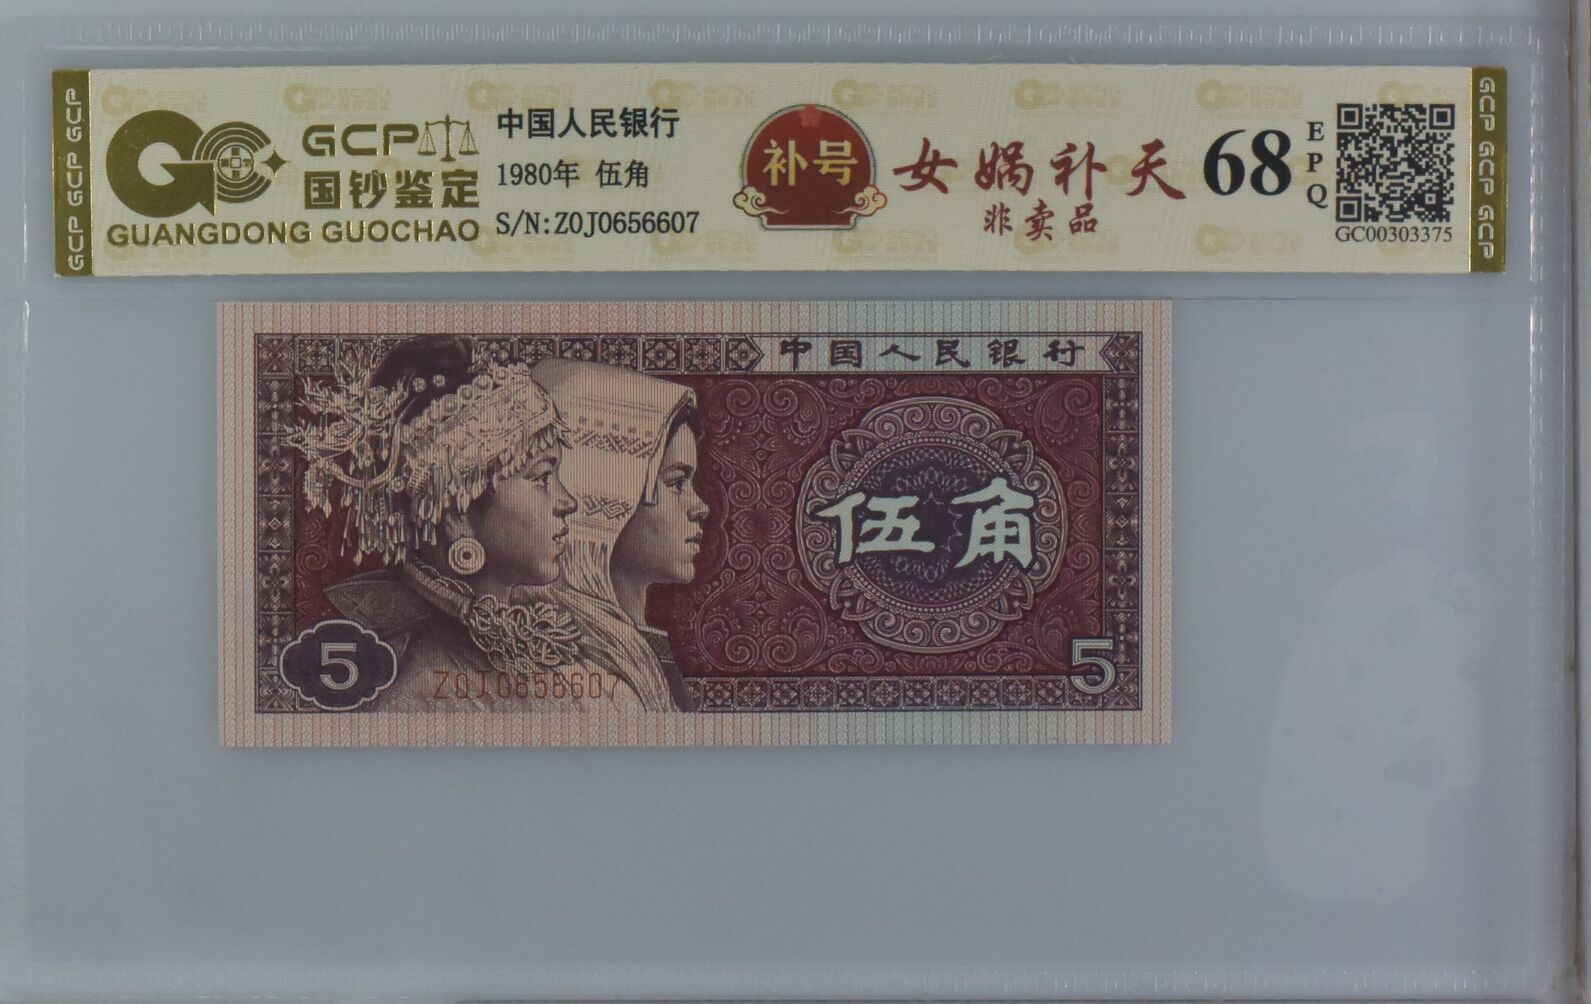 GCP GCP GCP
GCP
国钞鉴定
GUANGDONG GUOCHAO
中国人民银行
1980年 伍角
S/N:Z0J0656607
补号
女娲补天
非卖品
68
EPQ
GC00303375
GCP GCP GCP
中国人民银行
伍角
5
Z0J0656607
5